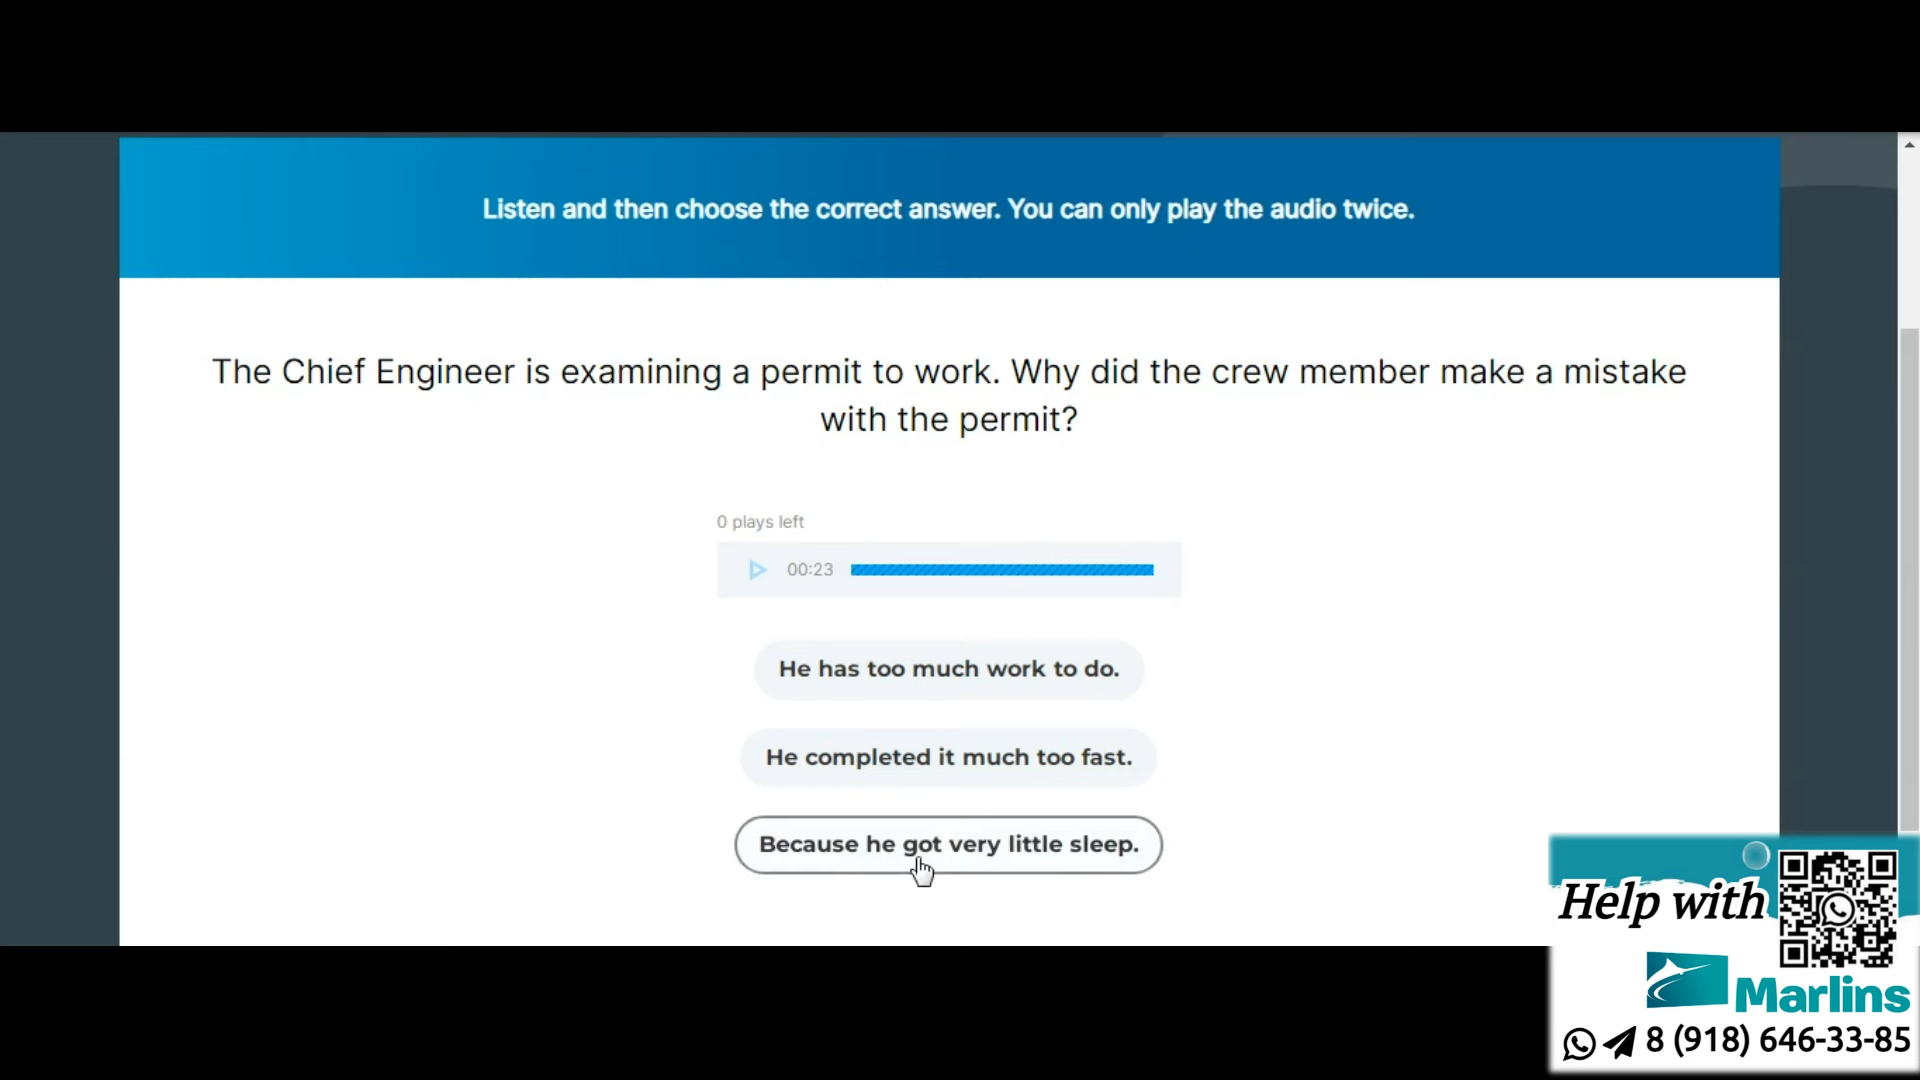 Listen and then choose the correct answer. You can only play the audio twice.
The Chief Engineer is examining a permit to work. Why did the crew member make a mistake
with the permit?
0 plays left
00:23
He has too much work to do.
He completed it much too fast.
Because he got very little sleep.
Help with
Marlins
8 (918) 646-33-85